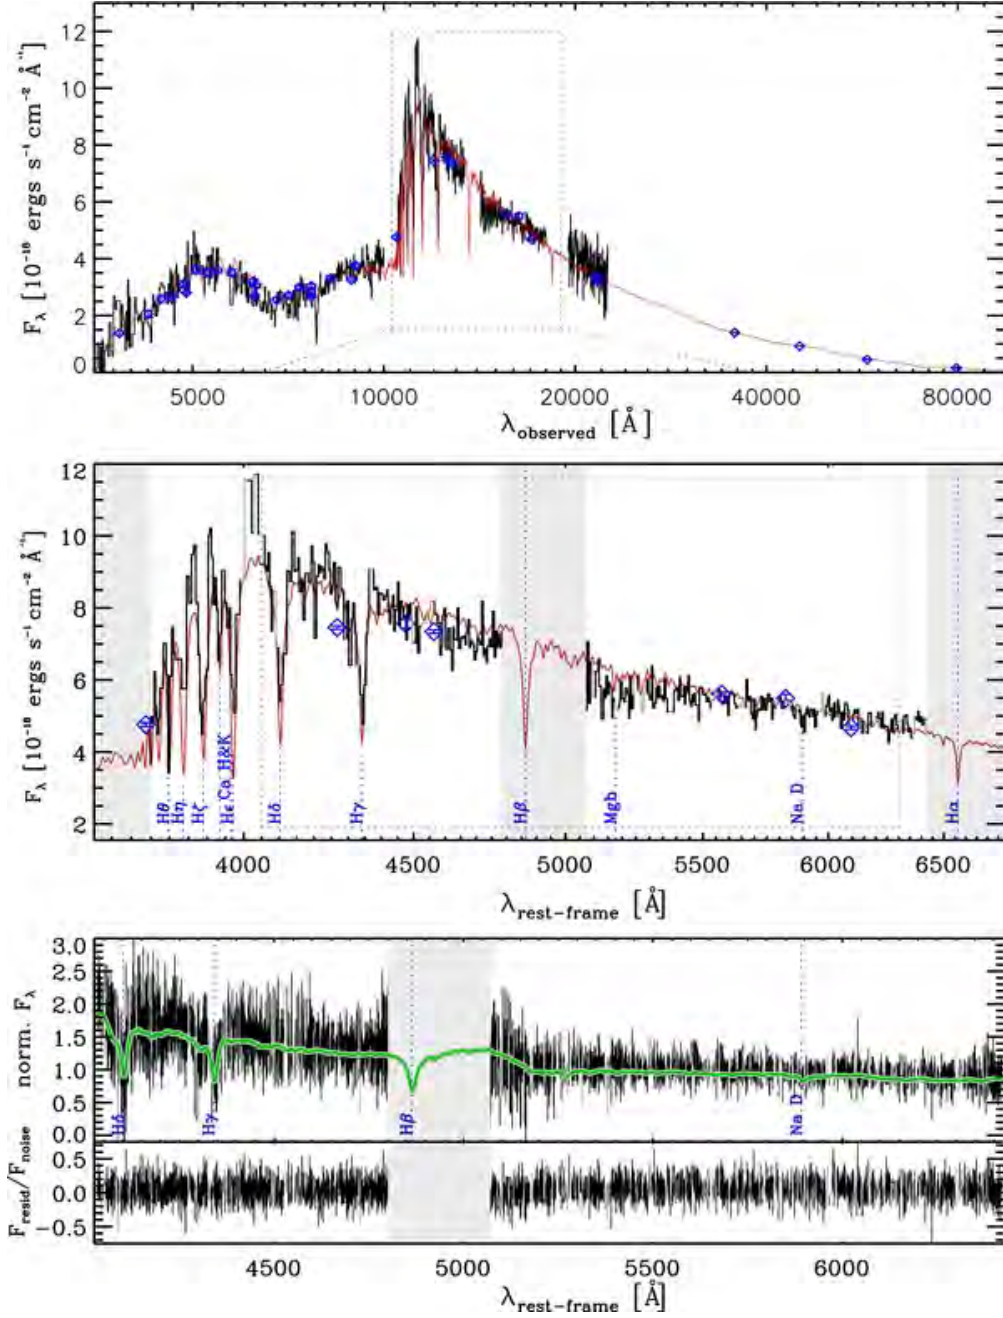 12
10
8
6
4
2
0
F_λ [10⁻¹⁸ ergs s⁻¹ cm⁻² Å⁻¹]
5000 10000 20000 40000 80000
λ_observed [Å]
12
10
8
6
4
2
F_λ [10⁻¹⁸ ergs s⁻¹ cm⁻² Å⁻¹]
Hθ Hη Hζ Hε Ca H&K Hδ Hγ Hβ Mgb Na D Hα
4000 4500 5000 5500 6000 6500
λ_rest-frame [Å]
3.0
2.5
2.0
1.5
1.0
0.5
0.0
norm. F_λ
Hδ Hγ Hβ Na D
0.5
0.0
−0.5
F_resid/F_noise
4500 5000 5500 6000
λ_rest-frame [Å]